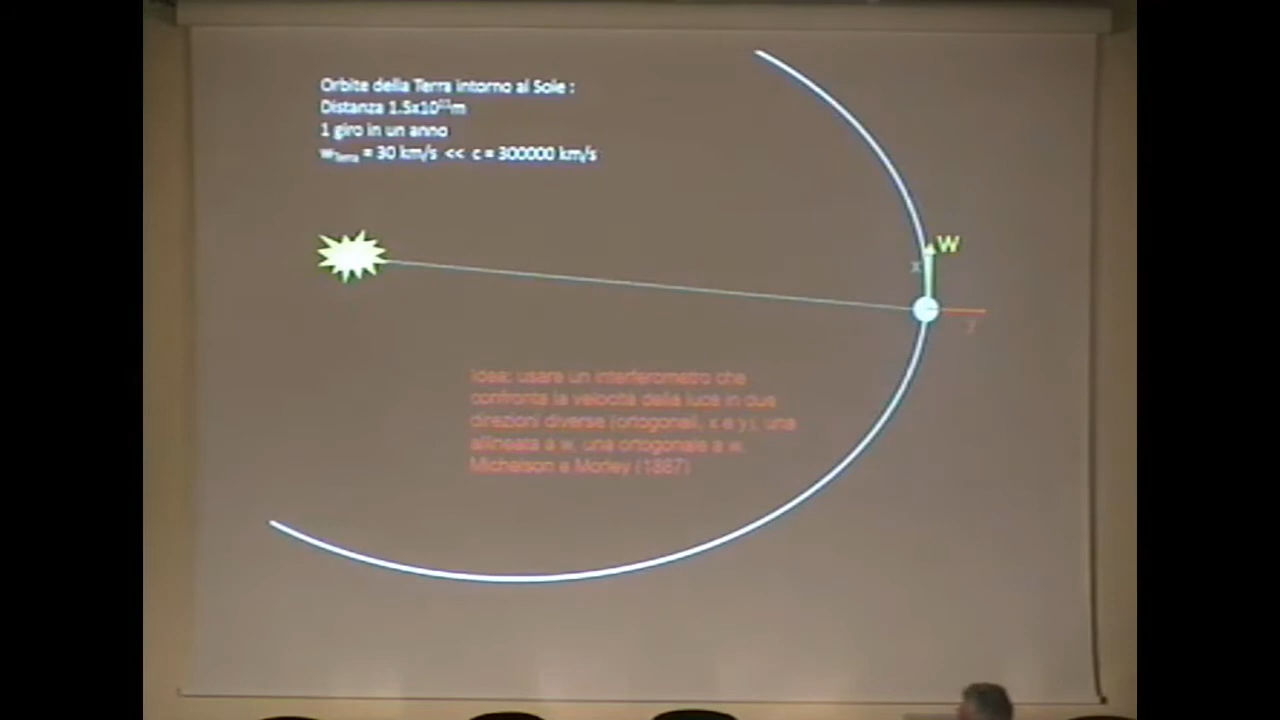 Orbite della Terra intorno al Sole :
Distanza 1.5x10¹¹m
1 giro in un anno
wTerra = 30 km/s << c = 300000 km/s
W
x
y
Idea: usare un interferometro che
confronta la velocità della luce in due
direzioni diverse (ortogonali, x e y), una
allineata a w, una ortogonale a w.
Michelson e Morley (1887)